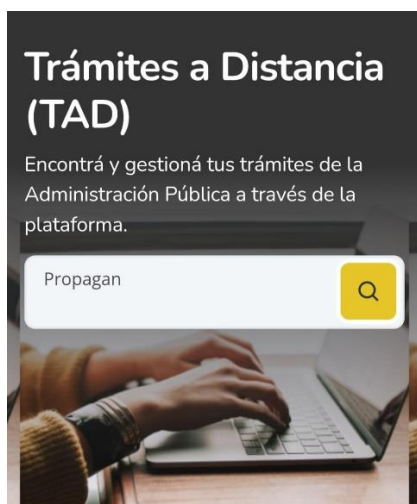 Trámites a Distancia
(TAD)
Encontrá y gestioná tus trámites de la
Administración Pública a través de la
plataforma.
Propagan